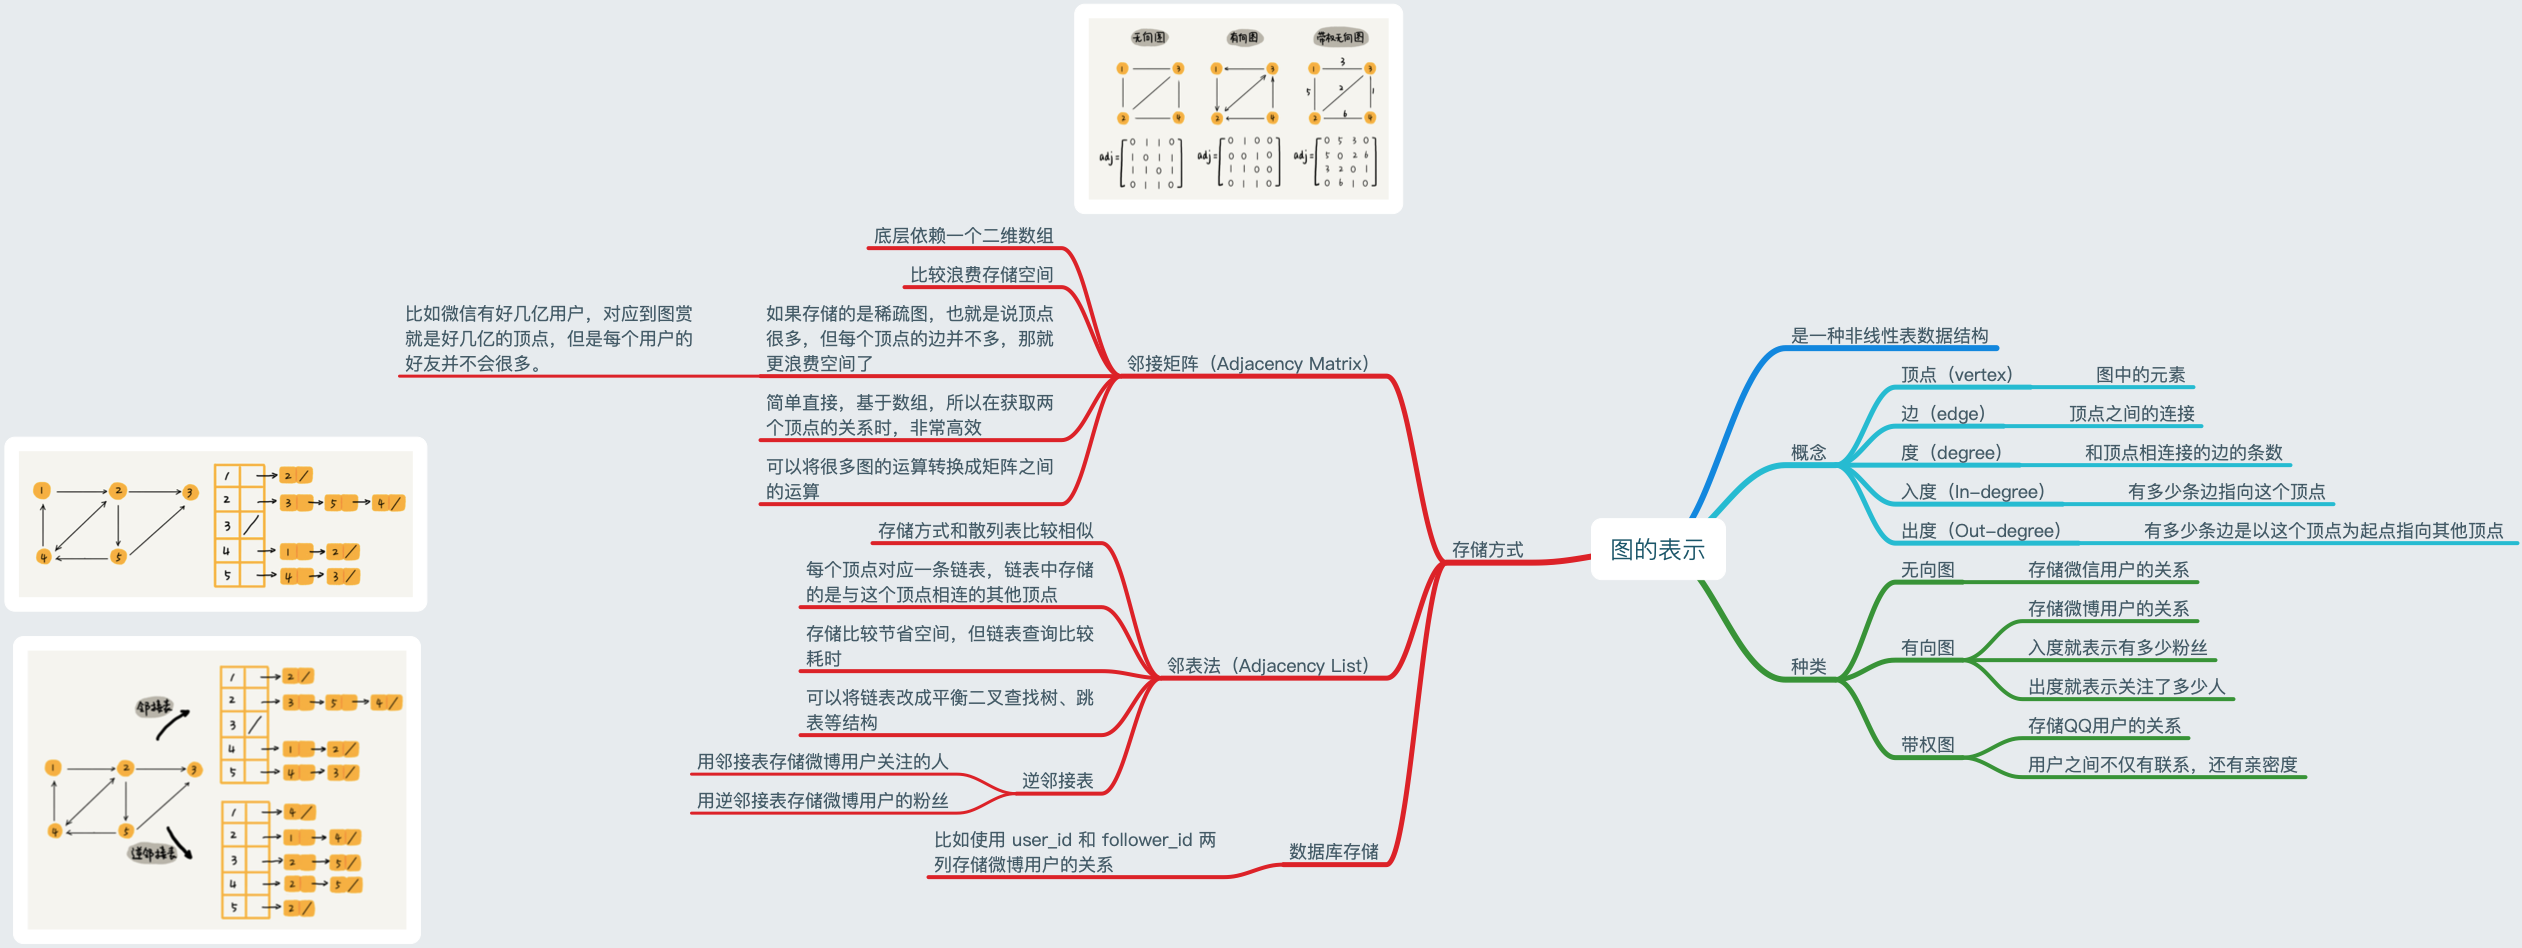 无向图
有向图
带权无向图
1 3
2 4
1 3
2 4
1 3 3
5 2 1
2 6 4
adj=
0 1 1 0
1 0 1 1
1 1 0 1
0 1 1 0
adj=
0 1 0 0
0 0 1 0
1 1 0 0
0 1 1 0
adj=
0 5 3 0
5 0 2 6
3 2 0 1
0 6 1 0
图的表示
是一种非线性表数据结构
概念
顶点（vertex）
图中的元素
边（edge）
顶点之间的连接
度（degree）
和顶点相连接的边的条数
入度（In-degree）
有多少条边指向这个顶点
出度（Out-degree）
有多少条边是以这个顶点为起点指向其他顶点
种类
无向图
存储微信用户的关系
有向图
存储微博用户的关系
入度就表示有多少粉丝
出度就表示关注了多少人
带权图
存储QQ用户的关系
用户之间不仅有联系，还有亲密度
存储方式
邻接矩阵（Adjacency Matrix）
底层依赖一个二维数组
比较浪费存储空间
如果存储的是稀疏图，也就是说顶点
很多，但每个顶点的边并不多，那就
更浪费空间了
比如微信有好几亿用户，对应到图赏
就是好几亿的顶点，但是每个用户的
好友并不会很多。
简单直接，基于数组，所以在获取两
个顶点的关系时，非常高效
可以将很多图的运算转换成矩阵之间
的运算
邻表法（Adjacency List）
存储方式和散列表比较相似
每个顶点对应一条链表，链表中存储
的是与这个顶点相连的其他顶点
存储比较节省空间，但链表查询比较
耗时
可以将链表改成平衡二叉查找树、跳
表等结构
逆邻接表
用邻接表存储微博用户关注的人
用逆邻接表存储微博用户的粉丝
数据库存储
比如使用 user_id 和 follower_id 两
列存储微博用户的关系
1 2 3
4 5
1 2
2 3 5 4
3
4 1 2
5 4 3
邻接表
1 2 3
4 5
逆邻接表
1 2
2 3 5 4
3
4 1 2
5 4 3
1 4
2 1 4
3 2 5
4 2 5
5 2